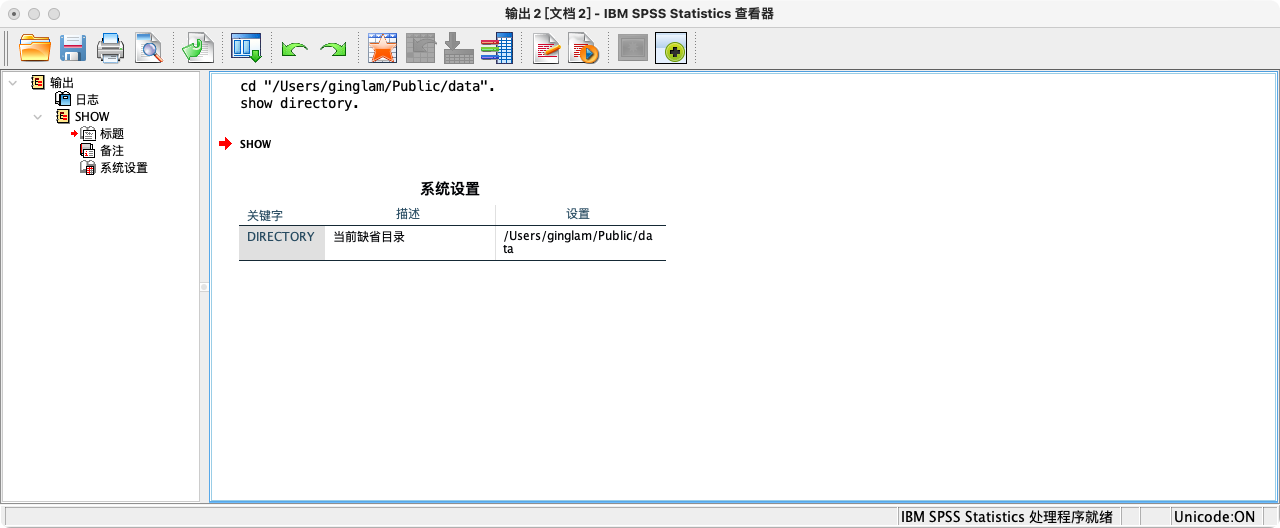 输出 2 [文档 2] - IBM SPSS Statistics 查看器
输出
日志
SHOW
标题
备注
系统设置
cd "/Users/ginglam/Public/data".
show directory.
SHOW
系统设置
关键字 描述 设置
DIRECTORY 当前缺省目录 /Users/ginglam/Public/da
ta
IBM SPSS Statistics 处理程序就绪 Unicode:ON